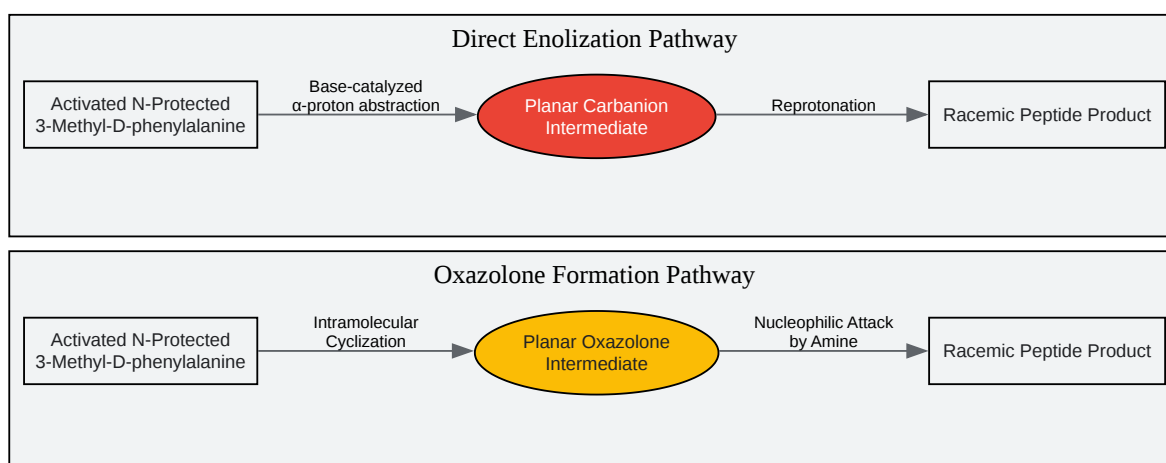 Direct Enolization Pathway
Activated N-Protected
3-Methyl-D-phenylalanine
Base-catalyzed
α-proton abstraction
Planar Carbanion
Intermediate
Reprotonation
Racemic Peptide Product
Oxazolone Formation Pathway
Activated N-Protected
3-Methyl-D-phenylalanine
Intramolecular
Cyclization
Planar Oxazolone
Intermediate
Nucleophilic Attack
by Amine
Racemic Peptide Product